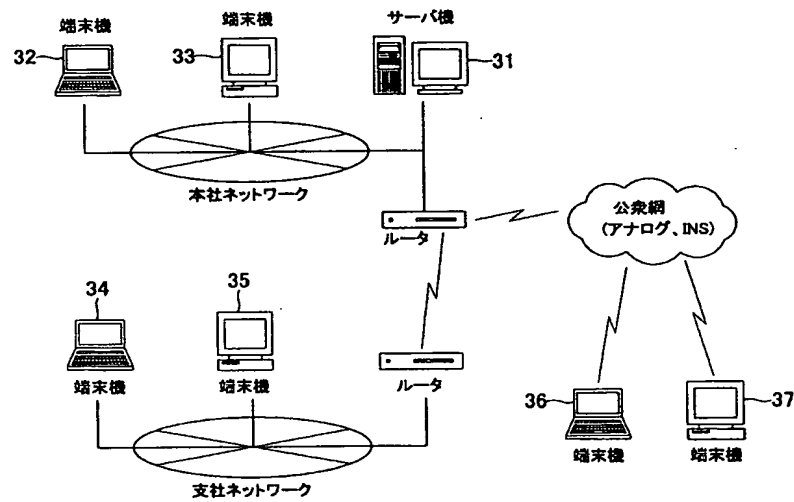 端末機
端末機
サーバ機
32
33
31
本社ネットワーク
ルータ
公衆網
(アナログ、INS)
34
35
端末機
端末機
ルータ
36
37
端末機
端末機
支社ネットワーク